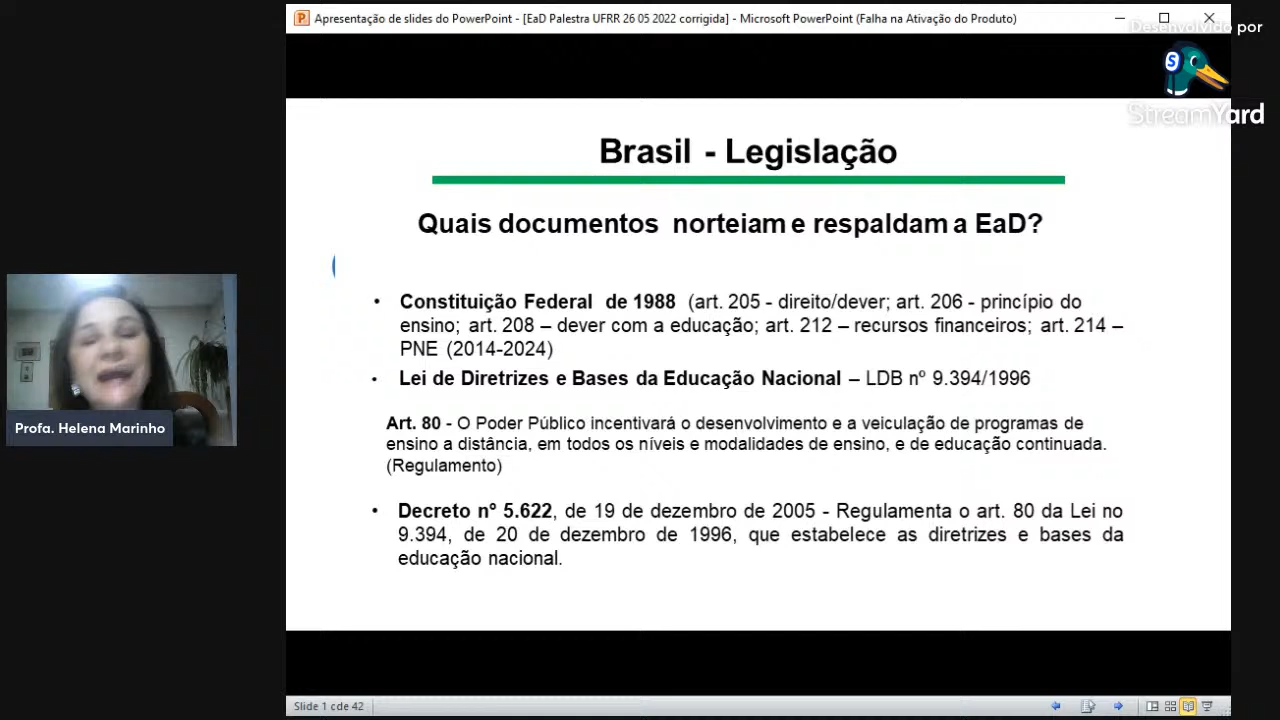 Apresentação de slides do PowerPoint - [EaD Palestra UFRR 26 05 2022 corrigida] - Microsoft PowerPoint (Falha na Ativação do Produto)
Desenvolvido por
StreamYard
Brasil - Legislação
Quais documentos norteiam e respaldam a EaD?
• Constituição Federal de 1988 (art. 205 - direito/dever; art. 206 - princípio do
ensino; art. 208 – dever com a educação; art. 212 – recursos financeiros; art. 214 –
PNE (2014-2024)
• Lei de Diretrizes e Bases da Educação Nacional – LDB nº 9.394/1996
Art. 80 - O Poder Público incentivará o desenvolvimento e a veiculação de programas de
ensino a distância, em todos os níveis e modalidades de ensino, e de educação continuada.
(Regulamento)
• Decreto n° 5.622, de 19 de dezembro de 2005 - Regulamenta o art. 80 da Lei no
9.394, de 20 de dezembro de 1996, que estabelece as diretrizes e bases da
educação nacional.
Profa. Helena Marinho
Slide 1 cde 42